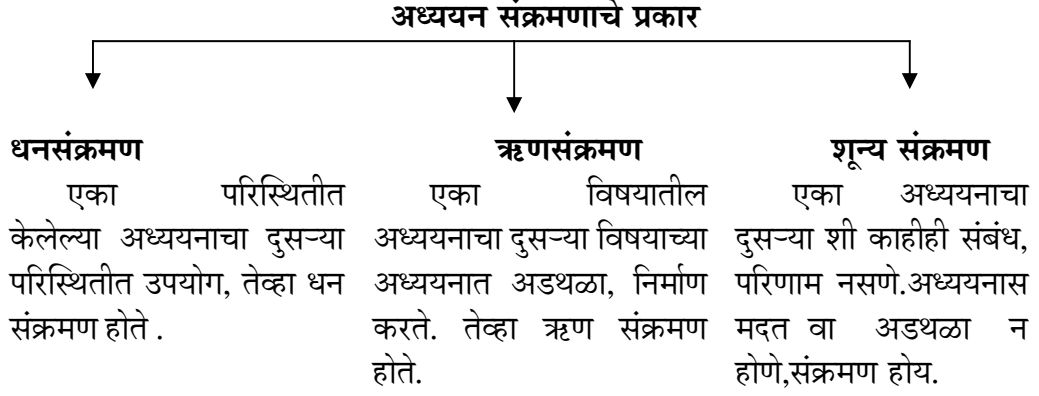 अध्ययन संक्रमणाचे प्रकार
धनसंक्रमण
एका परिस्थितीत
केलेल्या अध्ययनाचा दुसऱ्या
परिस्थितीत उपयोग, तेव्हा धन
संक्रमण होते .
ऋणसंक्रमण
एका विषयातील
अध्ययनाचा दुसऱ्या विषयाच्या
अध्ययनात अडथळा, निर्माण
करते. तेव्हा ऋण संक्रमण
होते.
शून्य संक्रमण
एका अध्ययनाचा
दुसऱ्या शी काहीही संबंध,
परिणाम नसणे.अध्ययनास
मदत वा अडथळा न
होणे,संक्रमण होय.